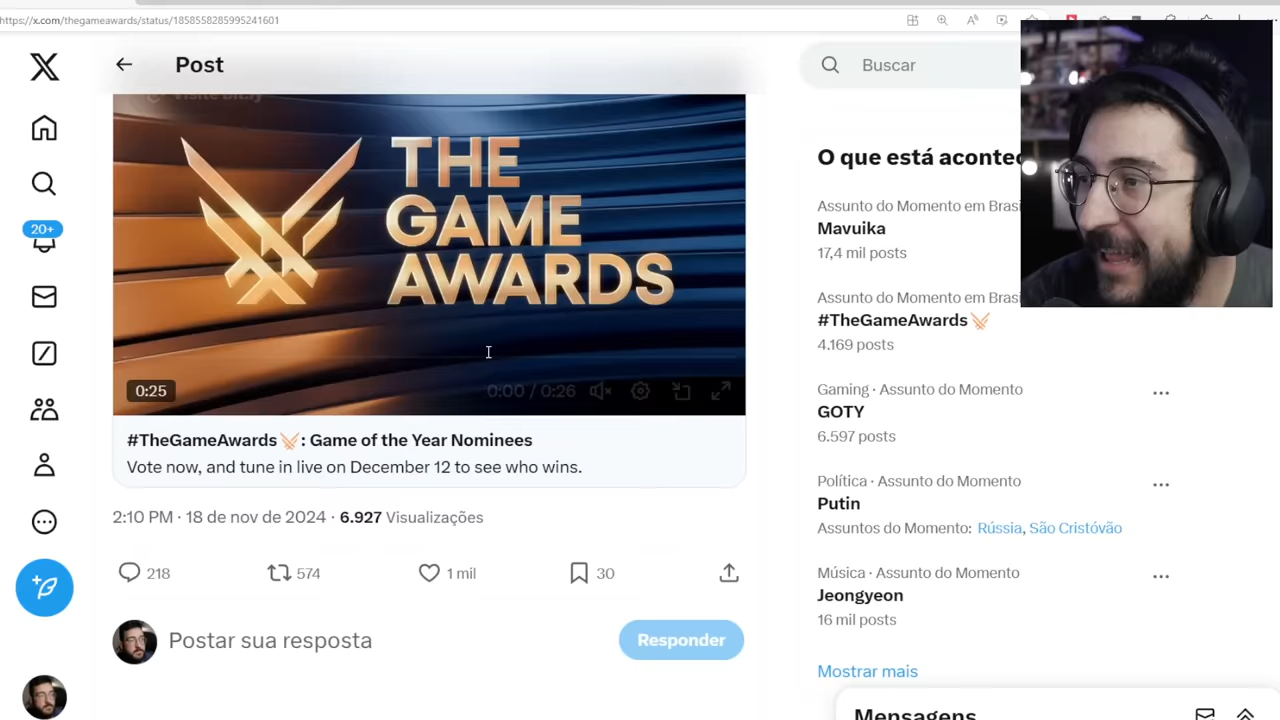 https://x.com/thegameawards/status/1858558285995241601
Post
Buscar
THE
GAME
AWARDS
0:25
0:00 / 0:26
#TheGameAwards: Game of the Year Nominees
Vote now, and tune in live on December 12 to see who wins.
2:10 PM · 18 de nov de 2024 · 6.927 Visualizações
218
574
1 mil
30
Postar sua resposta
Responder
20+
O que está acontec
Assunto do Momento em Brasi
Mavuika
17,4 mil posts
Assunto do Momento em Brasi
#TheGameAwards
4.169 posts
Gaming · Assunto do Momento
GOTY
6.597 posts
Política · Assunto do Momento
Putin
Assuntos do Momento: Rússia, São Cristóvão
Música · Assunto do Momento
Jeongyeon
16 mil posts
Mostrar mais
Mensagens